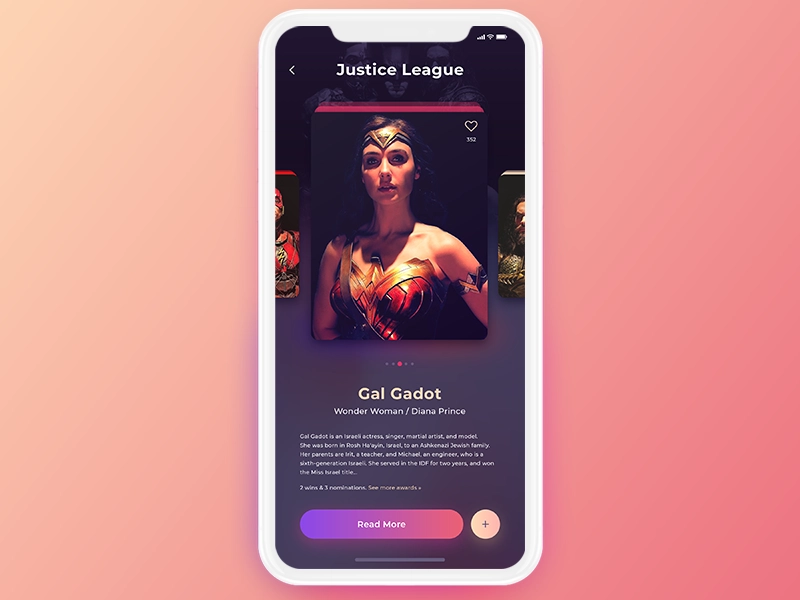 Justice League
352
Gal Gadot
Wonder Woman / Diana Prince
Gal Gadot is an Israeli actress, singer, martial artist, and model.
She was born in Rosh Ha'ayin, Israel, to an Ashkenazi Jewish family.
Her parents are Irit, a teacher, and Michael, an engineer, who is a
sixth-generation Israeli. She served in the IDF for two years, and won
the Miss Israel title...
2 wins & 3 nominations. See more awards »
Read More
+